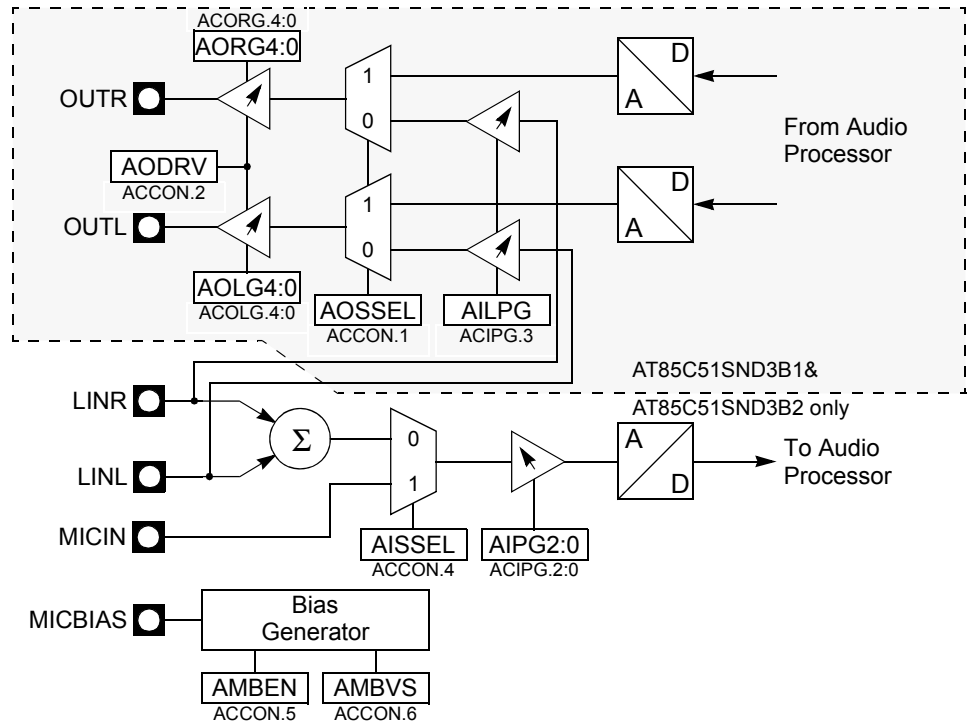 ACORG.4:0
AORG4:0
D
A
1
0
OUTR
From Audio
Processor
AODRV
ACCON.2
D
A
1
0
OUTL
AOLG4:0
ACOLG.4:0
AOSSEL
ACCON.1
AILPG
ACIPG.3
AT85C51SND3B1&
AT85C51SND3B2 only
LINR
Σ
0
1
A
D
To Audio
Processor
LINL
MICIN
AISSEL
ACCON.4
AIPG2:0
ACIPG.2:0
MICBIAS
Bias
Generator
AMBEN
ACCON.5
AMBVS
ACCON.6